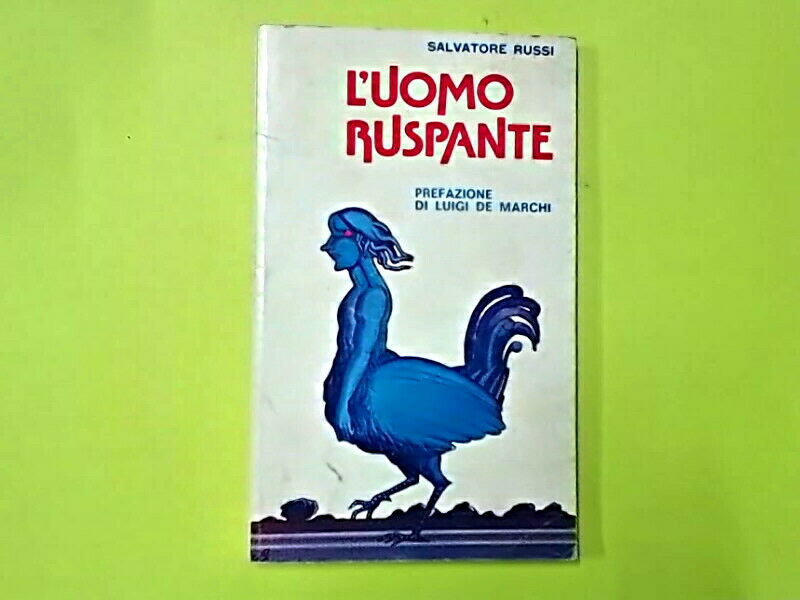 SALVATORE RUSSI
L'UOMO
RUSPANTE
PREFAZIONE
DI LUIGI DE MARCHI